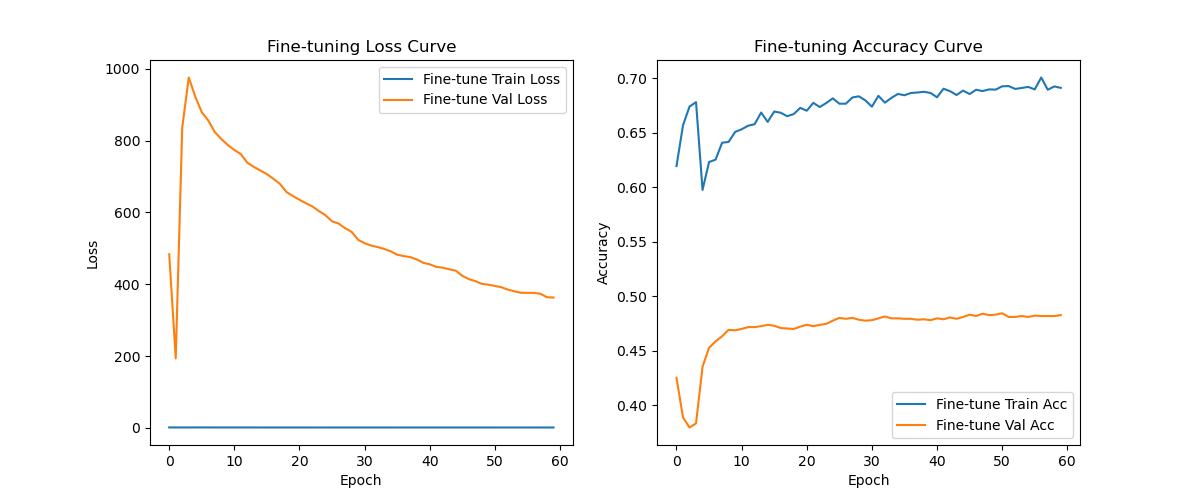 Fine-tuning Loss Curve
1000
800
600
400
200
0
Loss
Fine-tune Train Loss
Fine-tune Val Loss
0 10 20 30 40 50 60
Epoch
Fine-tuning Accuracy Curve
0.70
0.65
0.60
0.55
0.50
0.45
0.40
Accuracy
Fine-tune Train Acc
Fine-tune Val Acc
0 10 20 30 40 50 60
Epoch